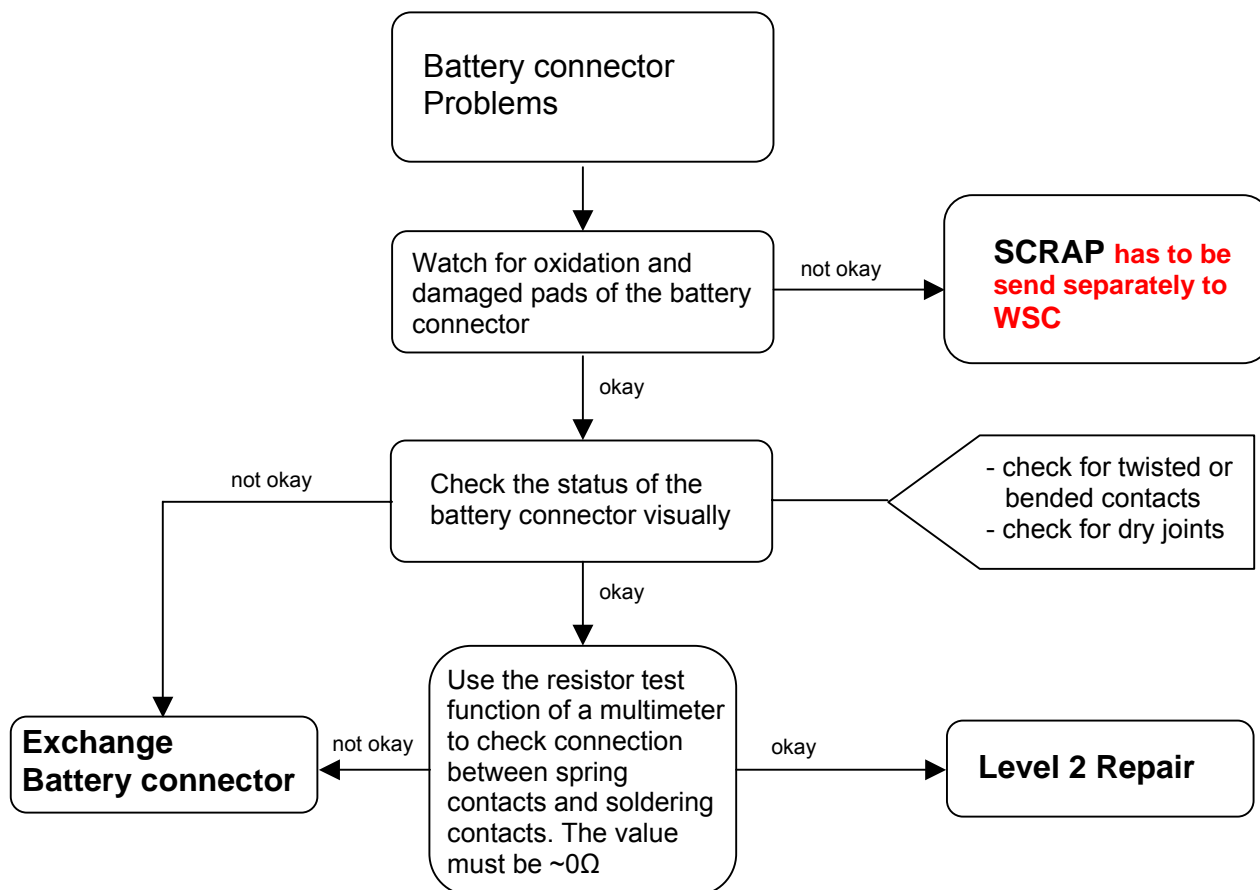 Battery connector
Problems
Watch for oxidation and
damaged pads of the battery
connector
not okay
SCRAP has to be
send separately to
WSC
okay
not okay
Check the status of the
battery connector visually
- check for twisted or
bended contacts
- check for dry joints
okay
Use the resistor test
function of a multimeter
to check connection
between spring
contacts and soldering
contacts. The value
must be ~0Ω
not okay
Exchange
Battery connector
okay
Level 2 Repair